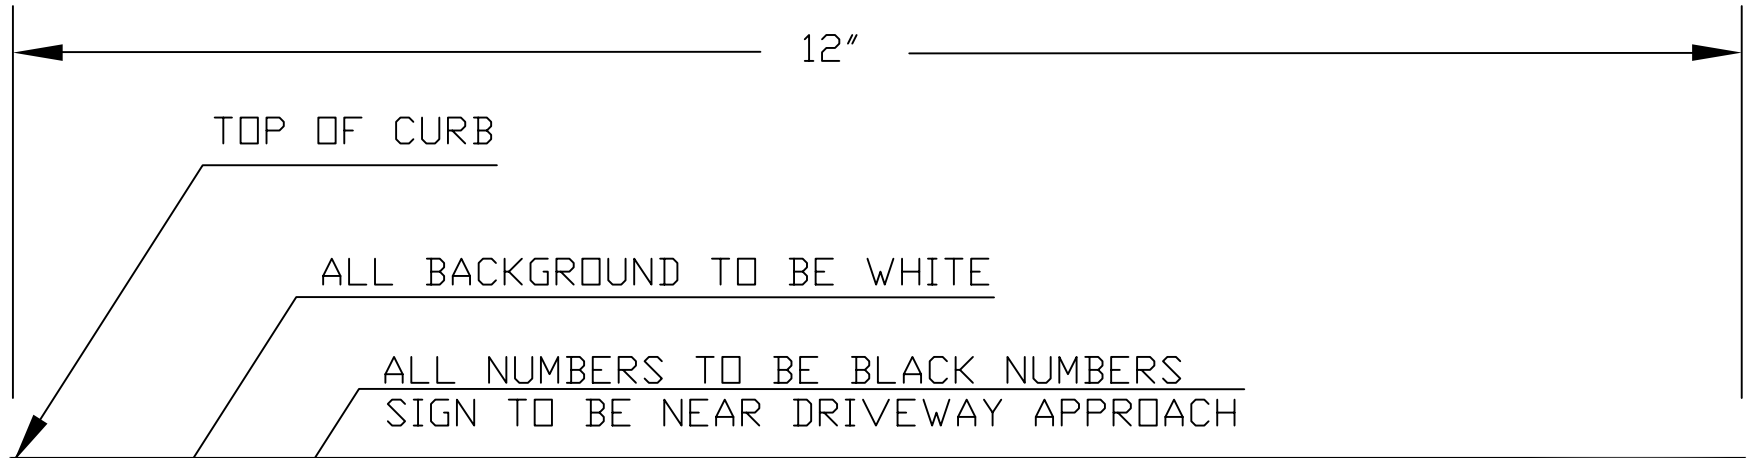 12"
TOP OF CURB
ALL BACKGROUND TO BE WHITE
ALL NUMBERS TO BE BLACK NUMBERS
SIGN TO BE NEAR DRIVEWAY APPROACH